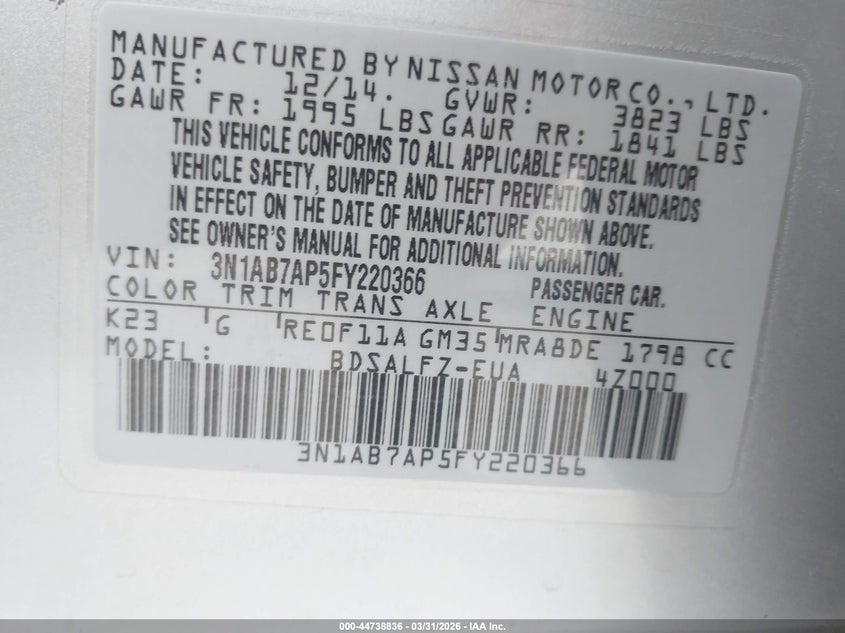 MANUFACTURED BY NISSAN MOTOR CO., LTD.
DATE: 12/14. GVWR: 3823 LBS
GAWR FR: 1995 LBS GAWR RR: 1841 LBS
THIS VEHICLE CONFORMS TO ALL APPLICABLE FEDERAL MOTOR
VEHICLE SAFETY, BUMPER AND THEFT PREVENTION STANDARDS
IN EFFECT ON THE DATE OF MANUFACTURE SHOWN ABOVE.
SEE OWNER'S MANUAL FOR ADDITIONAL INFORMATION.
VIN: 3N1AB7AP5FY220366 PASSENGER CAR.
COLOR TRIM TRANS AXLE ENGINE
K23 G RE0F11A GM35 MRA8DE 1798 CC
MODEL: BDSALFZ-EUA 4Z000
3N1AB7AP5FY220366
000-44738836 - 03/31/2026 - IAA Inc.